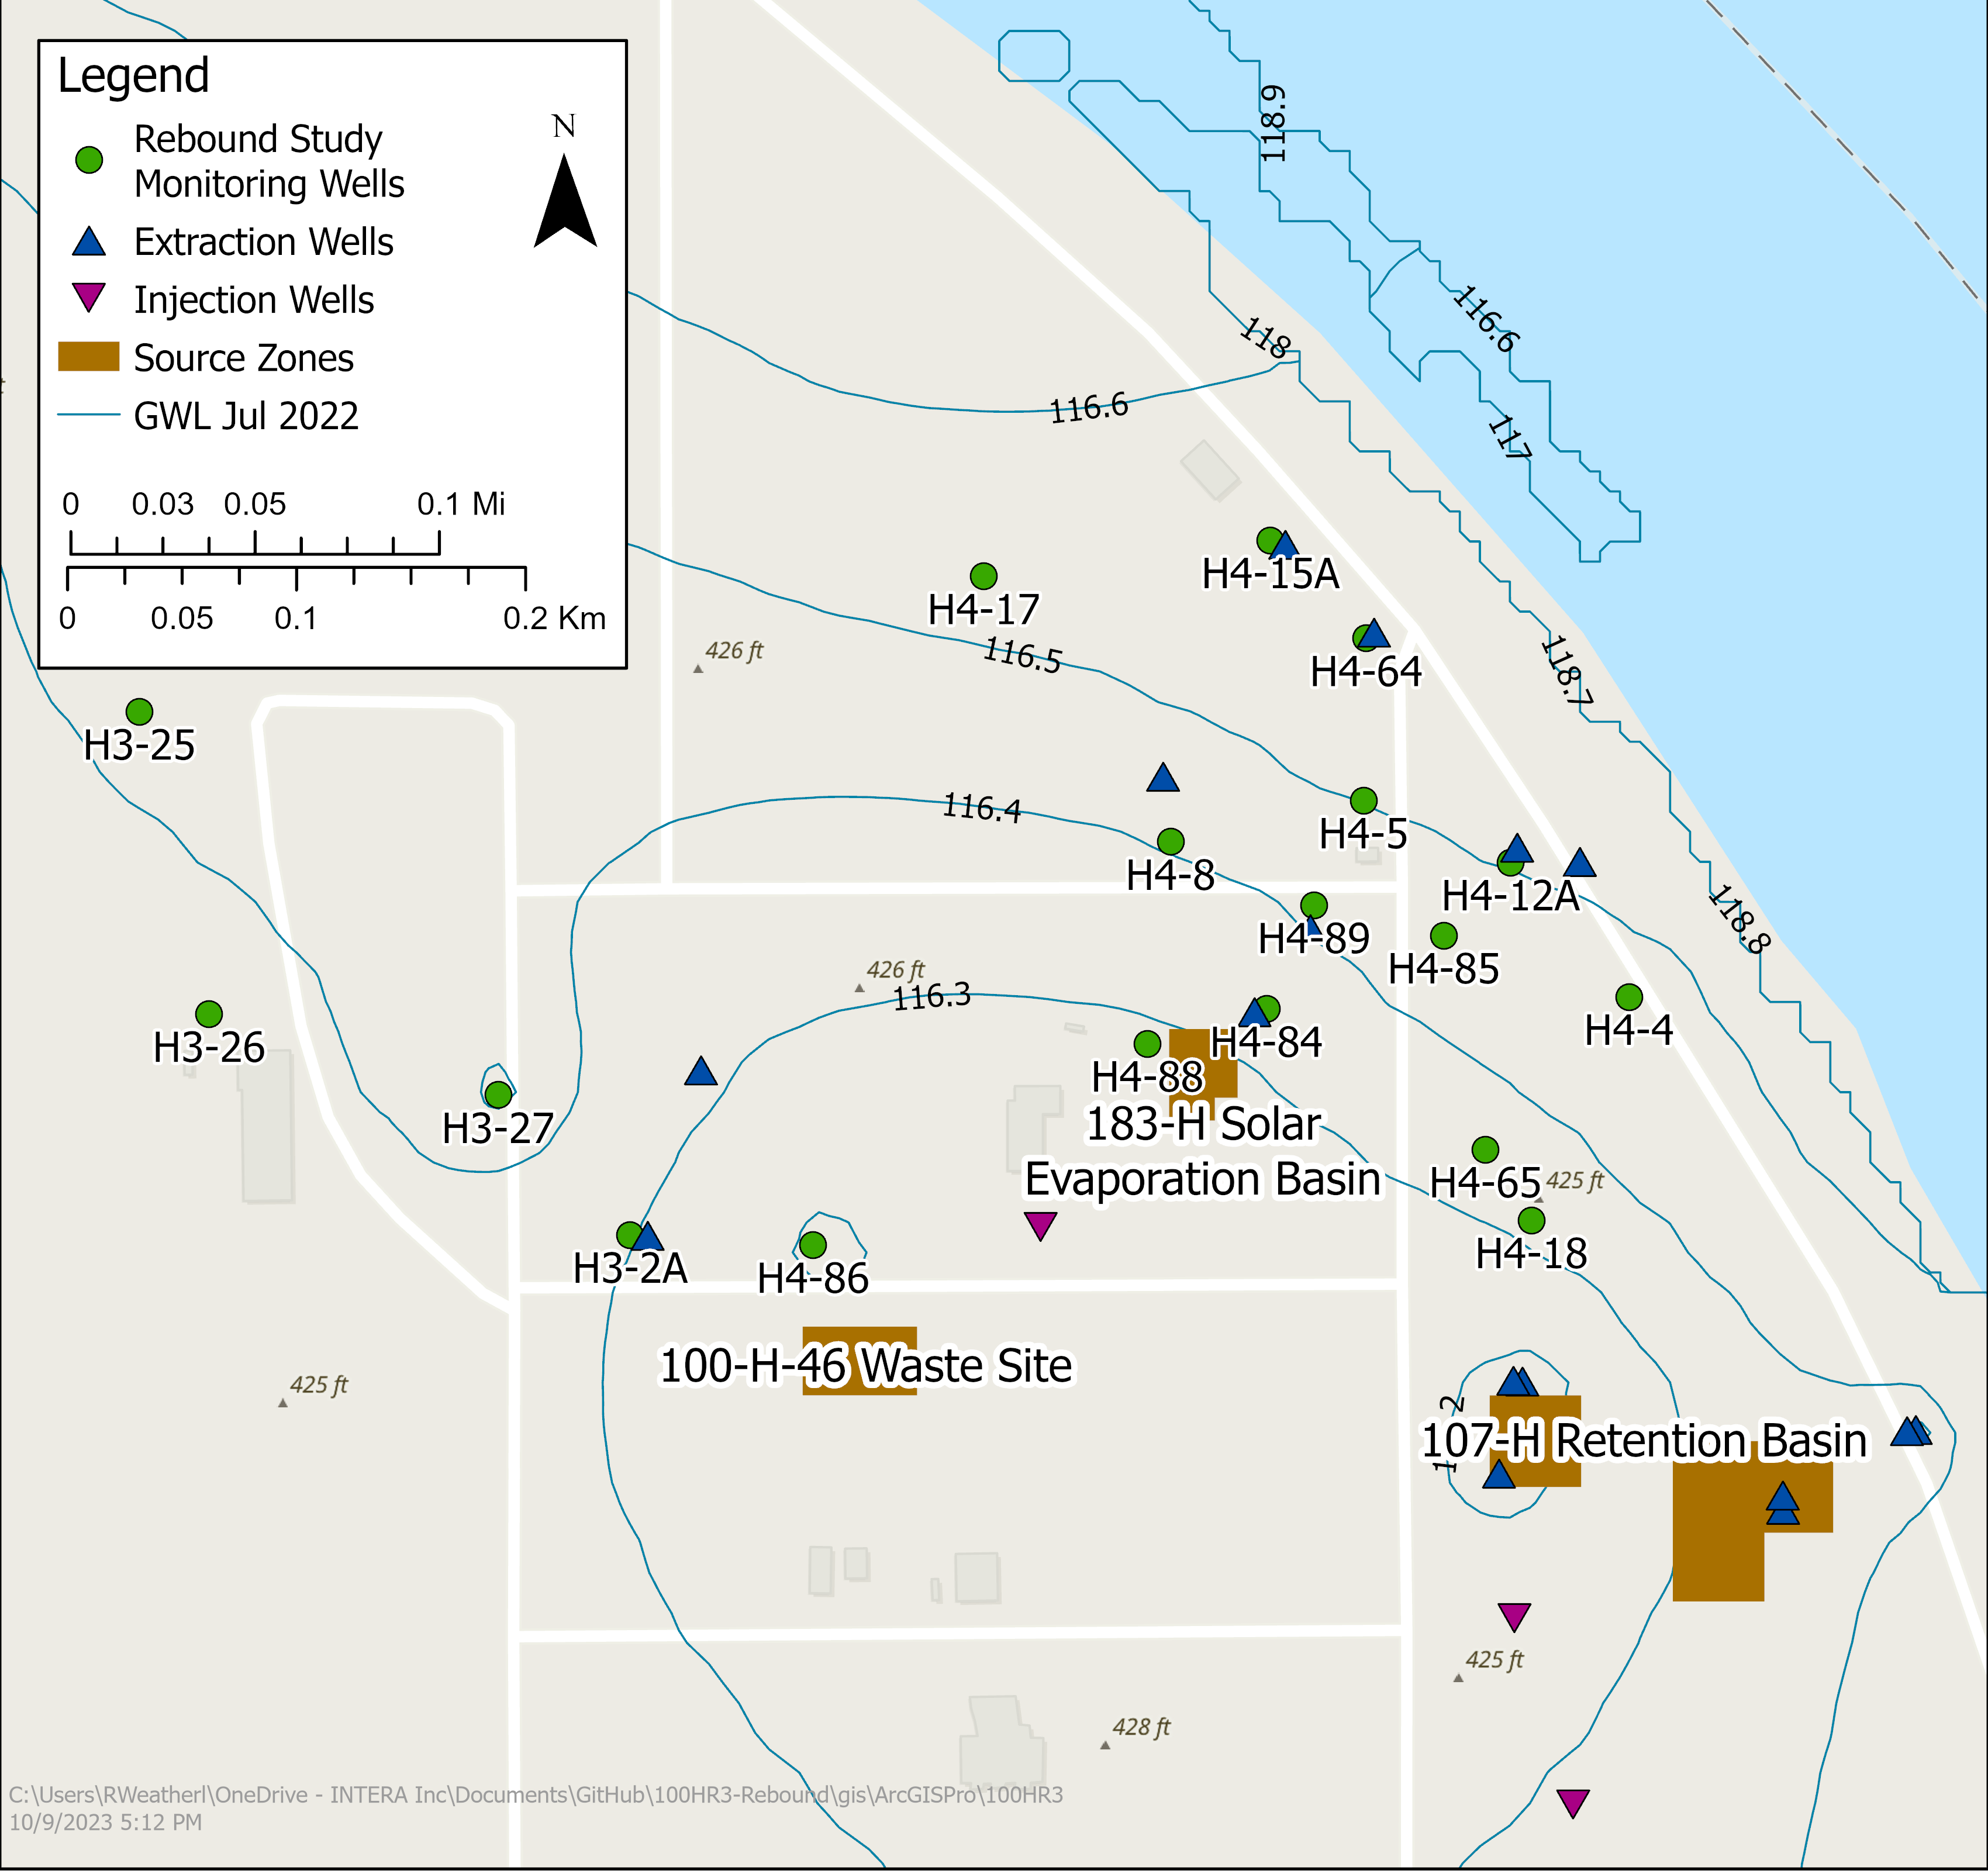 Legend
N
Rebound Study
Monitoring Wells
Extraction Wells
Injection Wells
Source Zones
GWL Jul 2022
0 0.03 0.05 0.1 Mi
0 0.05 0.1 0.2 Km
118.9
116.6
118
116.6
117
H4-15A
H4-17
116.5
426 ft
H4-64
118.7
H3-25
116.4
H4-5
H4-8
H4-12A
118.8
H4-89
H4-85
426 ft
116.3
H4-4
H3-26
H4-84
H4-88
H3-27
183-H Solar
Evaporation Basin
H4-65
425 ft
H4-18
H3-2A
H4-86
100-H-46 Waste Site
425 ft
107-H Retention Basin
425 ft
428 ft
C:\Users\RWeatherl\OneDrive - INTERA Inc\Documents\GitHub\100HR3-Rebound\gis\ArcGISPro\100HR3
10/9/2023 5:12 PM